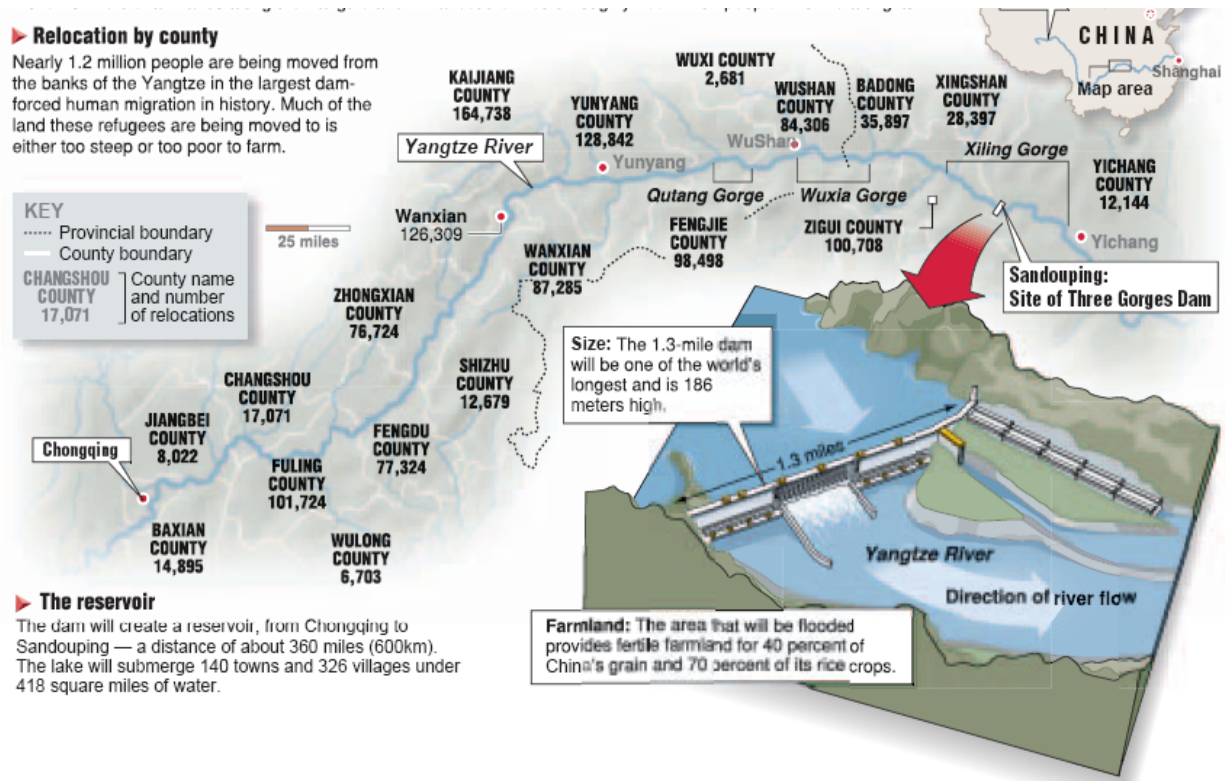 Relocation by county
Nearly 1.2 million people are being moved from
the banks of the Yangtze in the largest dam-
forced human migration in history. Much of the
land these refugees are being moved to is
either too steep or too poor to farm.
KEY
Provincial boundary
County boundary
CHANGSHOU
COUNTY
17,071
County name
and number
of relocations
25 miles
KAIJIANG
COUNTY
164,738
Yangtze River
YUNYANG
COUNTY
128,842
Yunyang
WUXI COUNTY
2,681
WuShan
WUSHAN
COUNTY
84,306
BADONG
COUNTY
35,897
XINGSHAN
COUNTY
28,397
CHINA
Shanghai
Map area
Xiling Gorge
YICHANG
COUNTY
12,144
Yichang
Qutang Gorge
Wuxia Gorge
ZIGUI COUNTY
100,708
FENGJIE
COUNTY
98,498
Wanxian
126,309
WANXIAN
COUNTY
87,285
Sandouping:
Site of Three Gorges Dam
ZHONGXIAN
COUNTY
76,724
SHIZHU
COUNTY
12,679
CHANGSHOU
COUNTY
17,071
JIANGBEI
COUNTY
8,022
Chongqing
FENGDU
COUNTY
77,324
FULING
COUNTY
101,724
BAXIAN
COUNTY
14,895
WULONG
COUNTY
6,703
Size: The 1.3-mile dam
will be one of the world's
longest and is 186
meters high.
1.3 miles
Yangtze River
Direction of river flow
Farmland: The area that will be flooded
provides fertile farmland for 40 percent of
China's grain and 70 percent of its rice crops.
The reservoir
The dam will create a reservoir, from Chongqing to
Sandouping — a distance of about 360 miles (600km).
The lake will submerge 140 towns and 326 villages under
418 square miles of water.